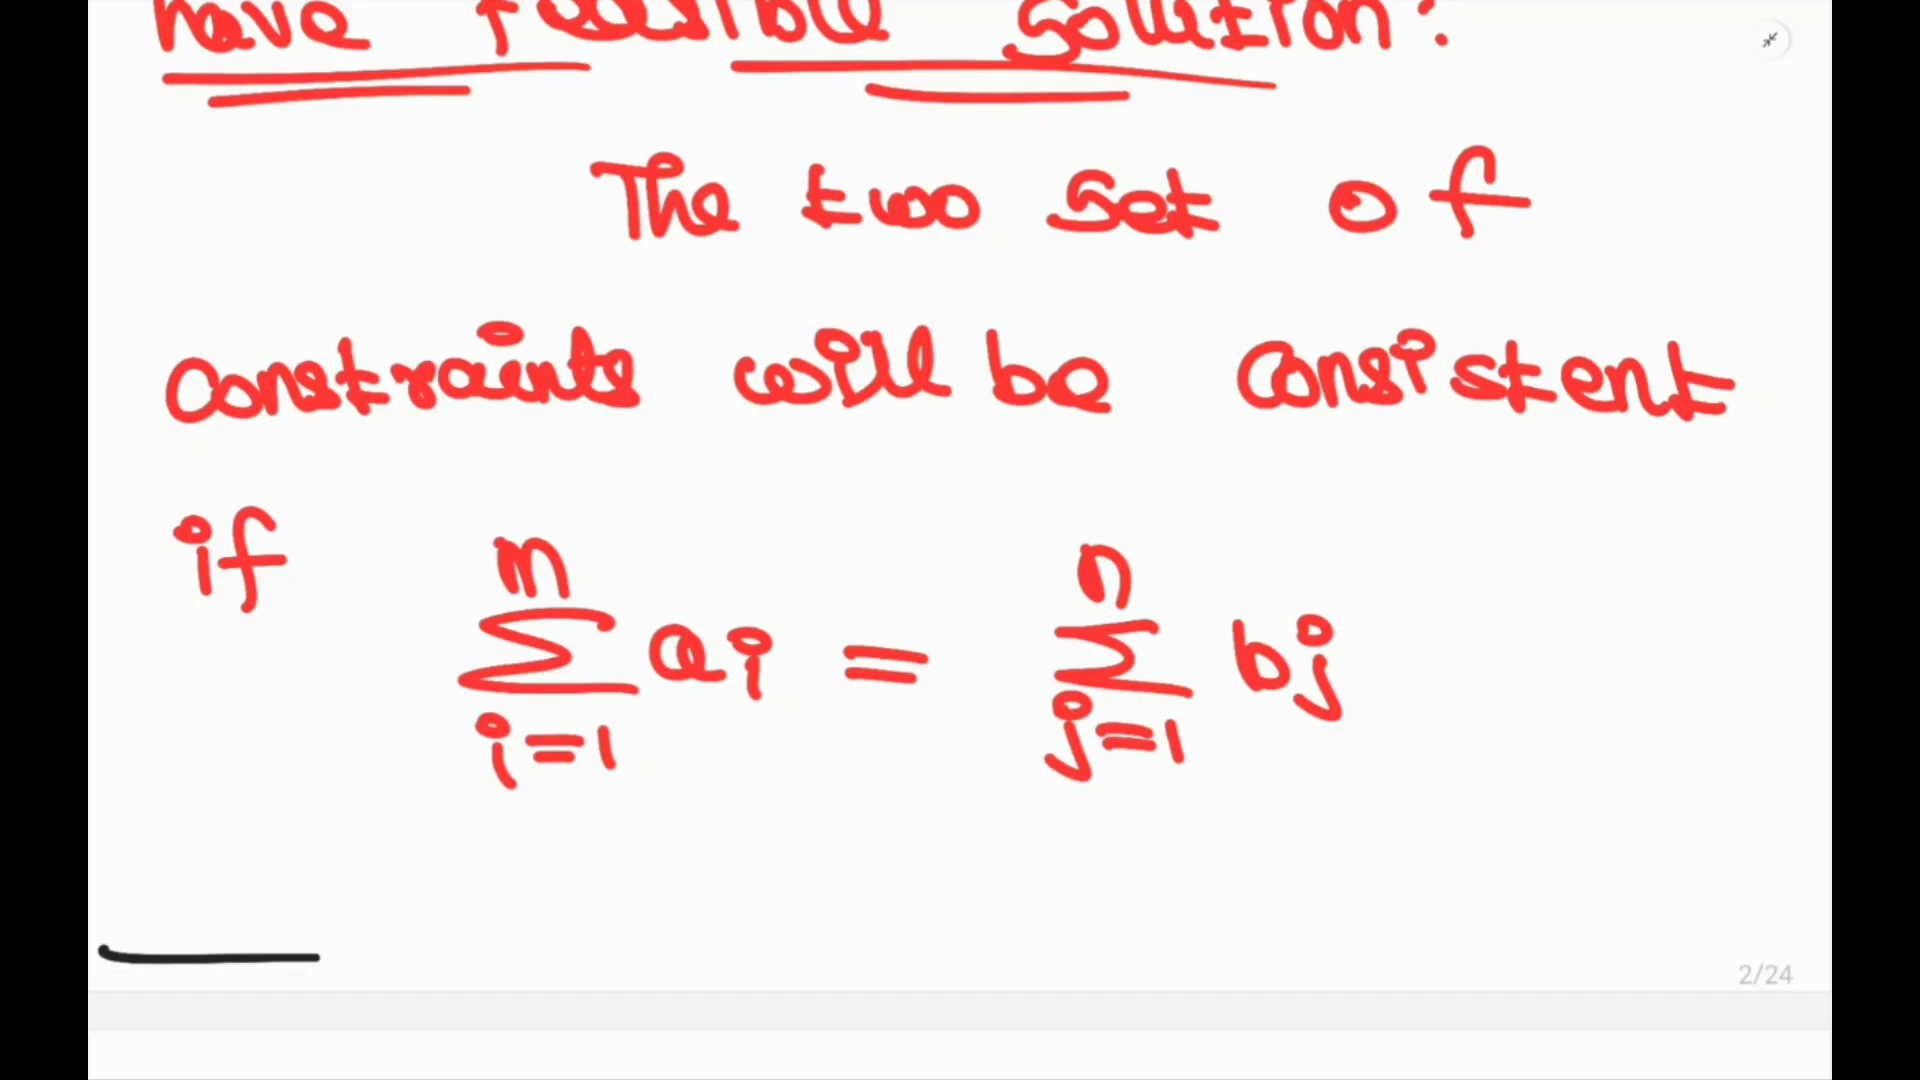 have feasible solution:
The two set of
constraints will be consistent
if m n
∑ ai = ∑ bj
i=1 j=1
2/24